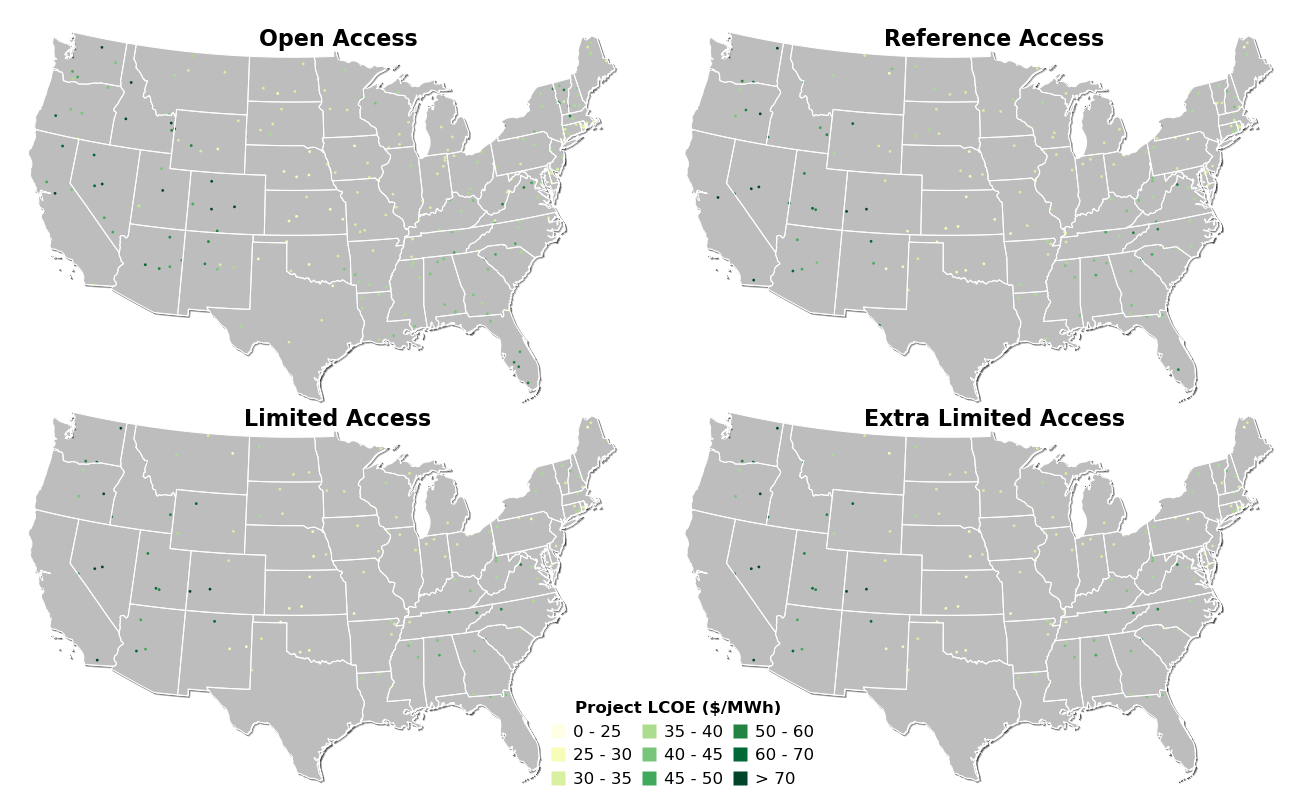 Open Access
Reference Access
Limited Access
Extra Limited Access
Project LCOE ($/MWh)
0 - 25
35 - 40
50 - 60
25 - 30
40 - 45
60 - 70
30 - 35
45 - 50
> 70